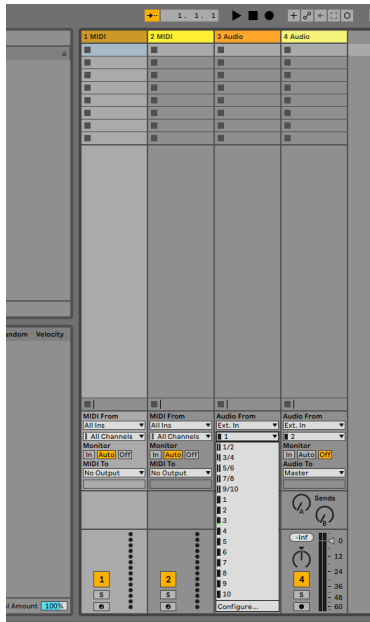 1. 1. 1
1 MIDI 2 MIDI 3 Audio 4 Audio
ndom Velocity
MIDI From MIDI From Audio From Audio From
All Ins All Ins Ext. In Ext. In
All Channels All Channels 1 2
Monitor Monitor Monitor
In Auto Off In Auto Off In Auto Off
MIDI To MIDI To Audio To
No Output No Output Master
1/2
3/4
5/6
7/8
9/10
1
2
3
4
5
6
7
8
9
10
Configure...
Sends
A
B
-Inf
0
12
24
36
48
60
1 2 4
S S S
l Amount 100%